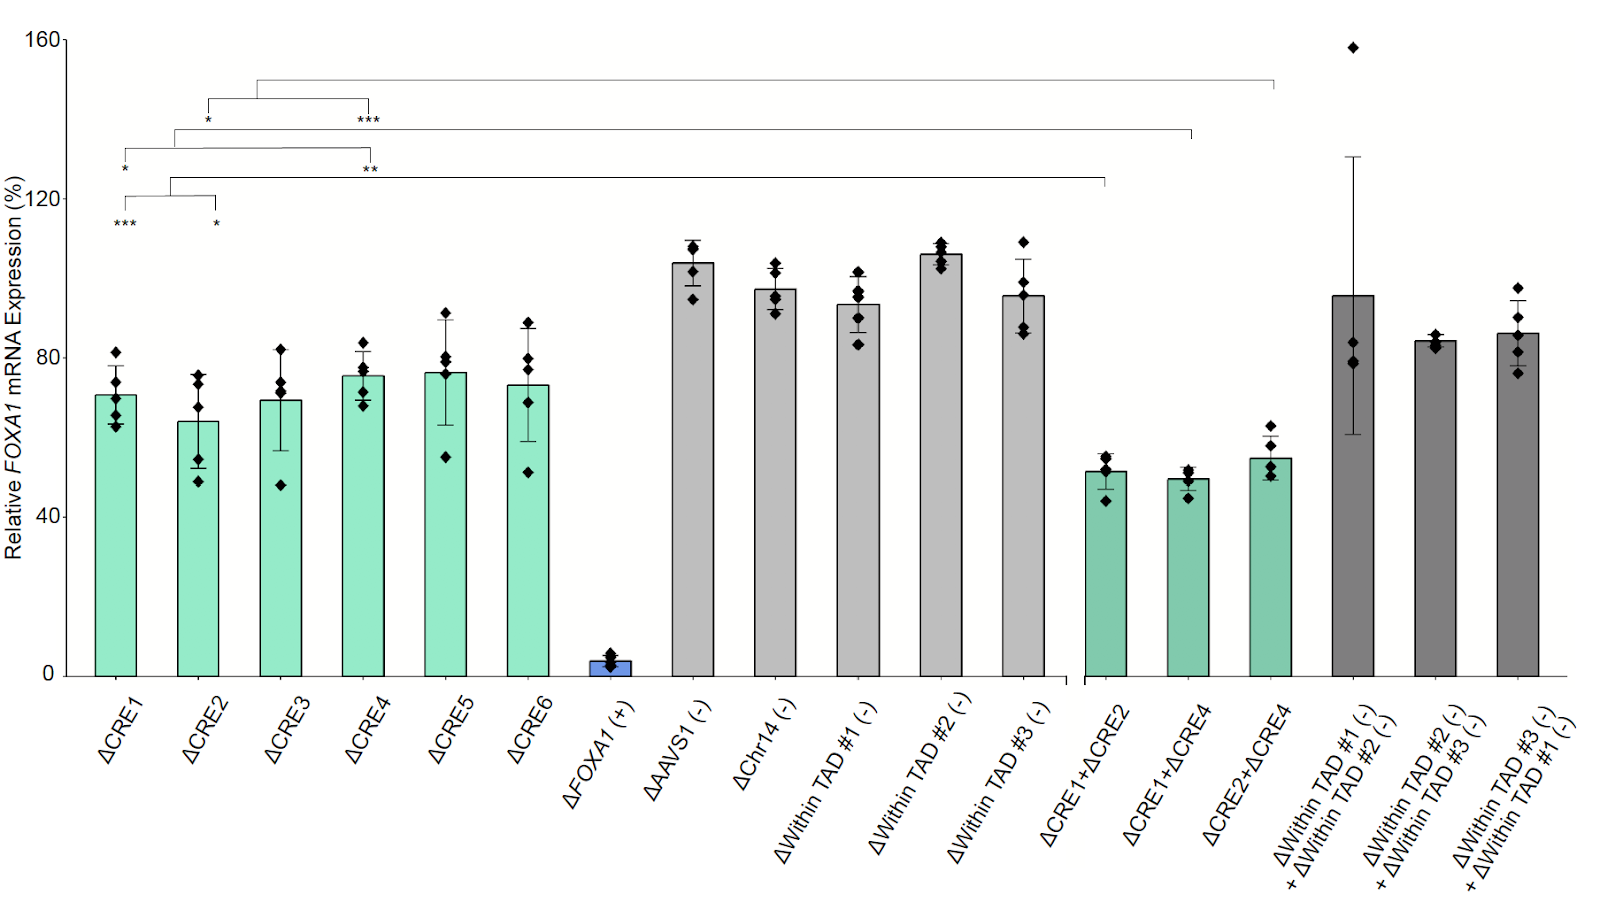 160
120
80
40
0
Relative FOXA1 mRNA Expression (%)
* ***
* **
*** *
ΔCRE1
ΔCRE2
ΔCRE3
ΔCRE4
ΔCRE5
ΔCRE6
ΔFOXA1 (+)
ΔAAVS1 (-)
ΔChr14 (-)
ΔWithin TAD #1 (-)
ΔWithin TAD #2 (-)
ΔWithin TAD #3 (-)
ΔCRE1+ΔCRE2
ΔCRE1+ΔCRE4
ΔCRE2+ΔCRE4
ΔWithin TAD #1 (-)
+ ΔWithin TAD #2 (-)
ΔWithin TAD #2 (-)
+ ΔWithin TAD #3 (-)
ΔWithin TAD #3 (-)
+ ΔWithin TAD #1 (-)